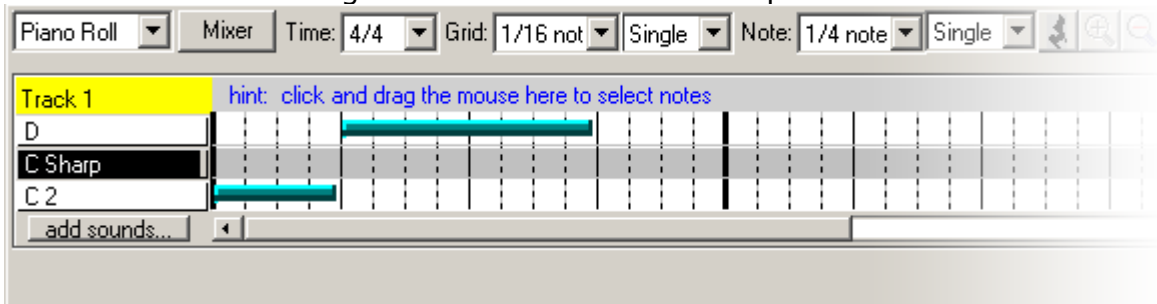 Piano Roll Mixer Time: 4/4 Grid: 1/16 not Single Note: 1/4 note Single
Track 1 hint: click and drag the mouse here to select notes
D
C Sharp
C 2
add sounds...